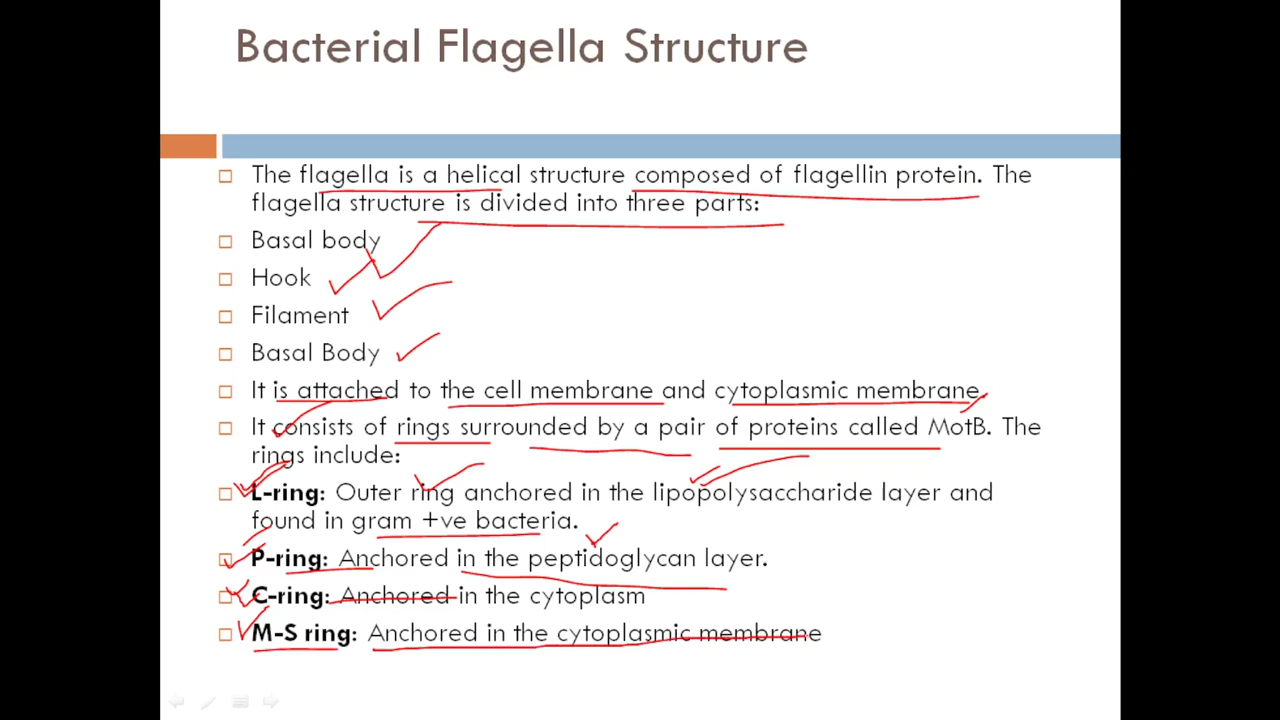 Bacterial Flagella Structure
The flagella is a helical structure composed of flagellin protein. The
flagella structure is divided into three parts:
Basal body
Hook
Filament
Basal Body
It is attached to the cell membrane and cytoplasmic membrane.
It consists of rings surrounded by a pair of proteins called MotB. The
rings include:
L-ring: Outer ring anchored in the lipopolysaccharide layer and
found in gram +ve bacteria.
P-ring: Anchored in the peptidoglycan layer.
C-ring: Anchored in the cytoplasm
M-S ring: Anchored in the cytoplasmic membrane